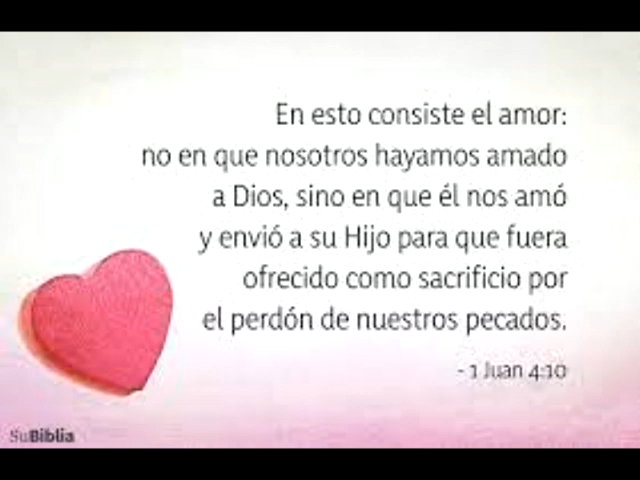 En esto consiste el amor:
no en que nosotros hayamos amado
a Dios, sino en que él nos amó
y envió a su Hijo para que fuera
ofrecido como sacrificio por
el perdón de nuestros pecados.
- 1 Juan 4:10
SuBiblia